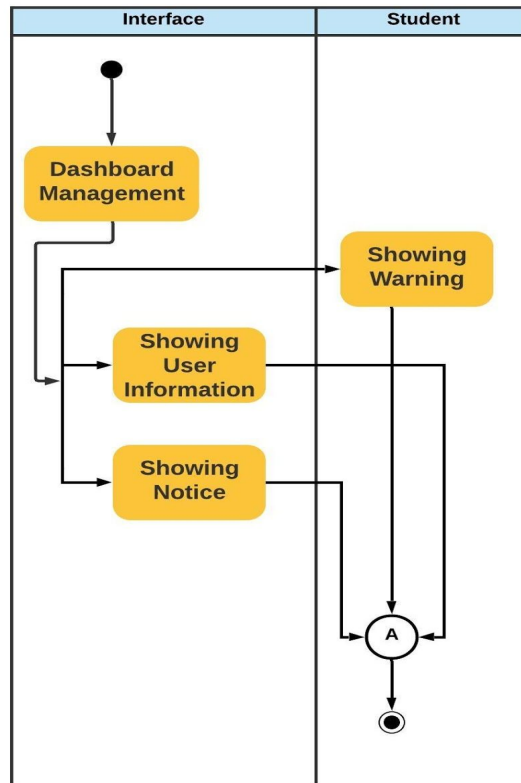 Interface
Student
Dashboard
Management
Showing
Warning
Showing
User
Information
Showing
Notice
A